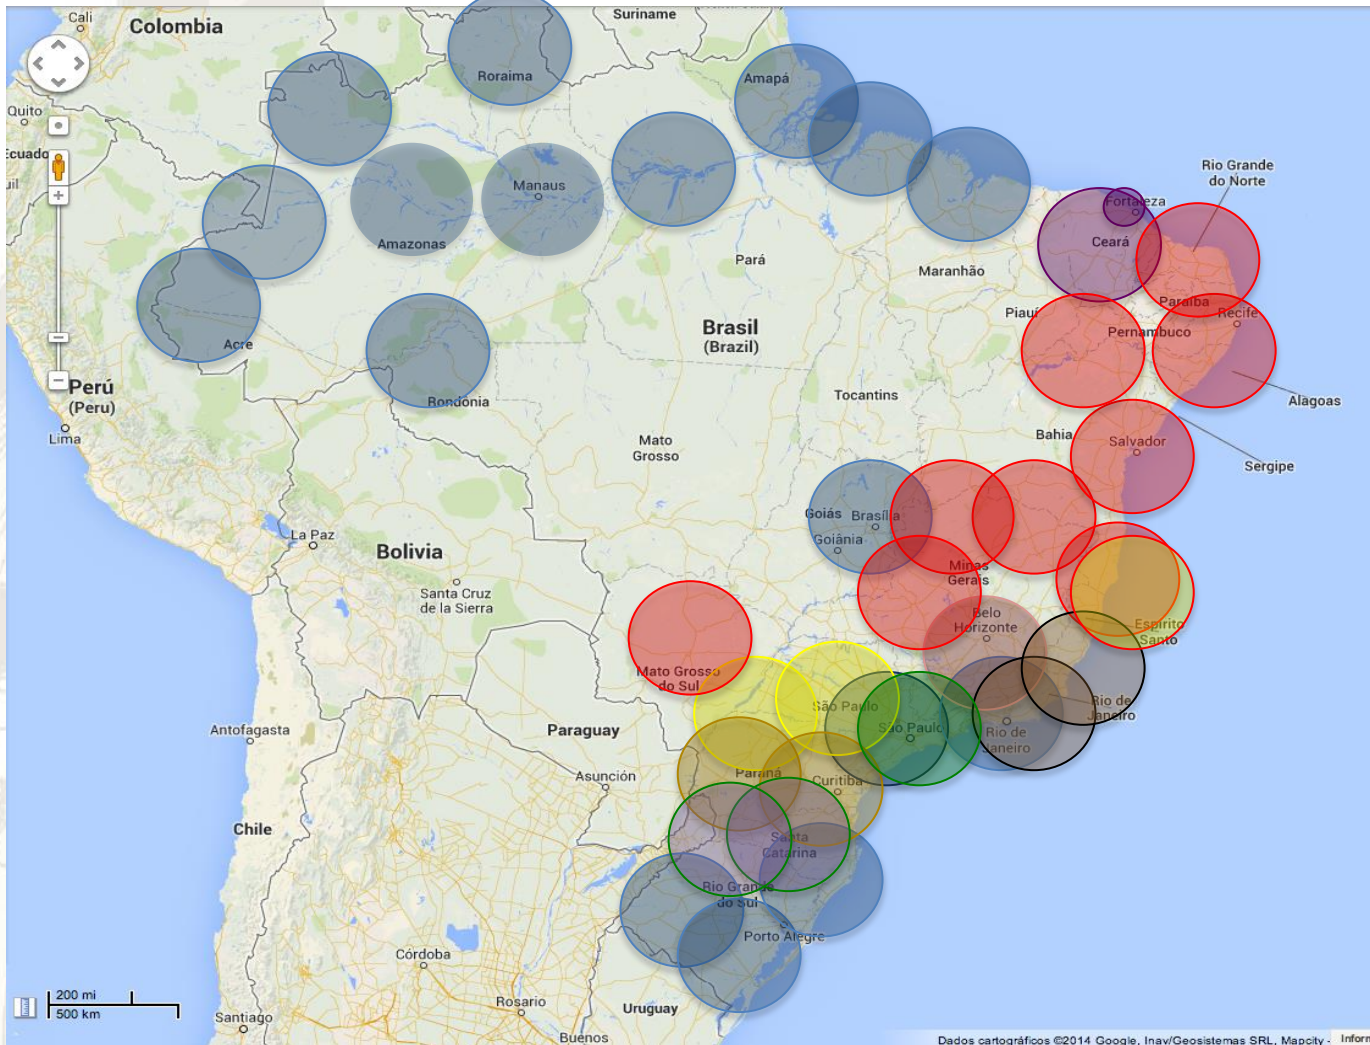 Cali
Colombia
Suriname
Roraima
Amapá
Quito
Ecuado
uil
Manaus
Amazonas
Fortaleza
Ceará
Rio Grande
do Norte
Pará
Maranhão
Piauí
Paraíba
Recife
Pernambuco
Brasil
(Brazil)
Acre
Rondônia
Perú
(Peru)
Lima
Tocantins
Alagoas
Bahia
Salvador
Sergipe
Mato
Grosso
La Paz
Bolivia
Goiás
Brasília
Goiânia
Santa Cruz
de la Sierra
Minas
Gerais
Belo
Horizonte
Espírito
Santo
Mato Grosso
do Sul
São Paulo
São Paulo
Rio de
Janeiro
Rio de
Janeiro
Antofagasta
Paraguay
Asunción
Paraná
Curitiba
Chile
Santa
Catarina
Rio Grande
do Sul
Porto Alegre
Córdoba
200 mi
500 km
Rosario
Uruguay
Santiago
Buenos
Dados cartográficos ©2014 Google, Inav/Geosistemas SRL, Mapcity - Inform